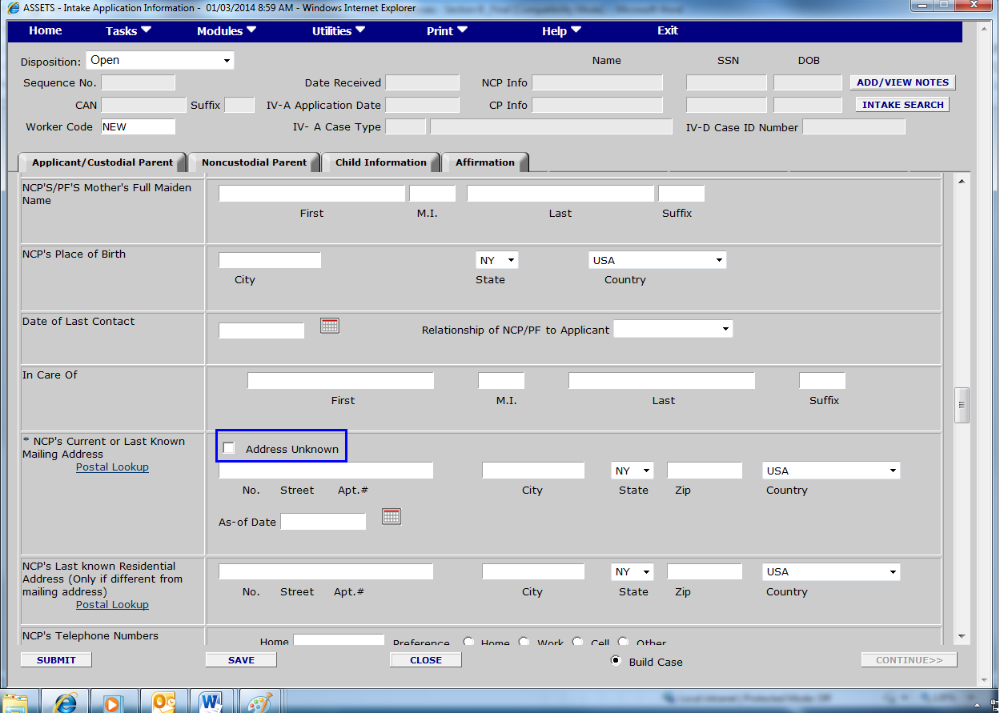 ASSETS - Intake Application Information - 01/03/2014 8:59 AM - Windows Internet Explorer
Home Tasks Modules Utilities Print Help Exit
Disposition: Open Name SSN DOB
Sequence No. Date Received NCP Info ADD/VIEW NOTES
CAN Suffix IV-A Application Date CP Info INTAKE SEARCH
Worker Code NEW IV- A Case Type IV-D Case ID Number
Applicant/Custodial Parent Noncustodial Parent Child Information Affirmation
NCP'S/PF'S Mother's Full Maiden
Name
First M.I. Last Suffix
NCP's Place of Birth
NY USA
City State Country
Date of Last Contact
Relationship of NCP/PF to Applicant
In Care Of
First M.I. Last Suffix
* NCP's Current or Last Known
Mailing Address
Postal Lookup
Address Unknown
NY USA
No. Street Apt.# City State Zip Country
As-of Date
NCP's Last known Residential
Address (Only if different from
mailing address)
Postal Lookup
NY USA
No. Street Apt.# City State Zip Country
NCP's Telephone Numbers
Home Preference Home Work Cell Other
SUBMIT SAVE CLOSE Build Case CONTINUE>>